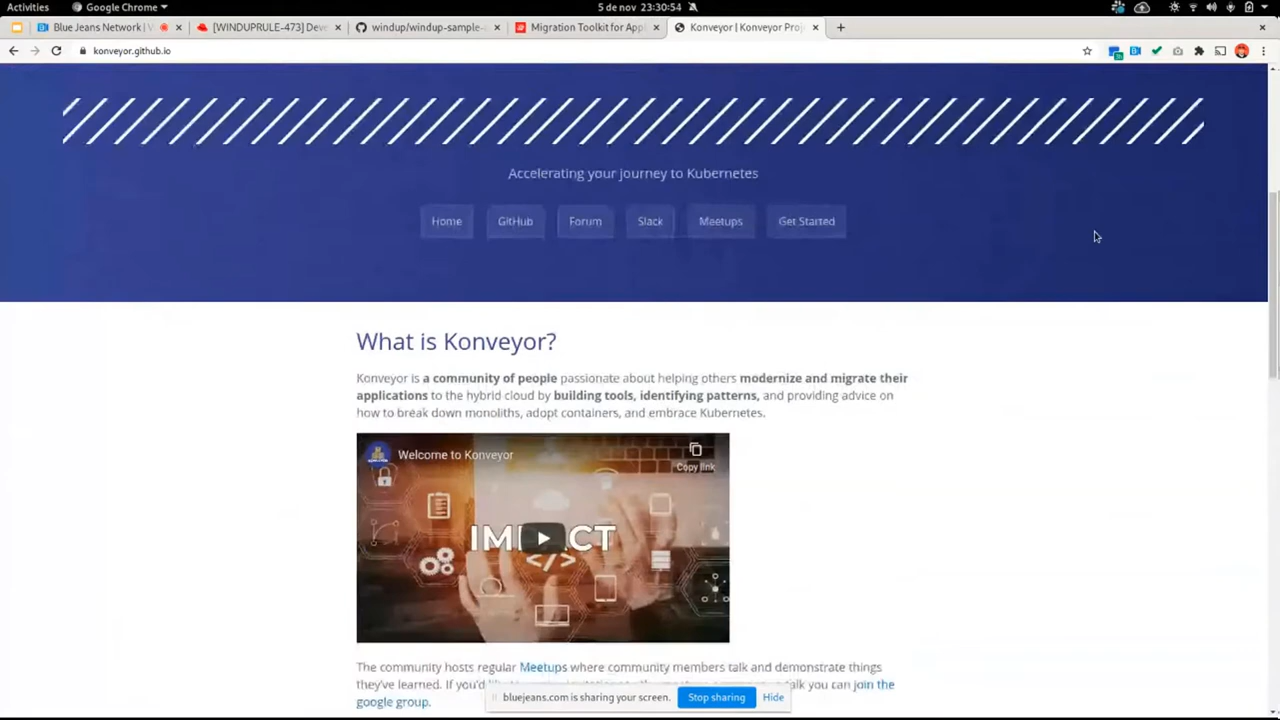 Activities
Google Chrome
5 de nov 23:30:54
Blue Jeans Network | V
[WINDUPRULE-473] Deve
windup/windup-sample-
Migration Toolkit for Appl
Konveyor | Konveyor Proj
konveyor.github.io
Accelerating your journey to Kubernetes
Home
GitHub
Forum
Slack
Meetups
Get Started
What is Konveyor?
Konveyor is a community of people passionate about helping others modernize and migrate their
applications to the hybrid cloud by building tools, identifying patterns, and providing advice on
how to break down monoliths, adopt containers, and embrace Kubernetes.
Welcome to Konveyor
Copy link
IMPACT
</>
The community hosts regular Meetups where community members talk and demonstrate things
they've learned. If you'd talk you can join the
google group.
bluejeans.com is sharing your screen.
Stop sharing
Hide